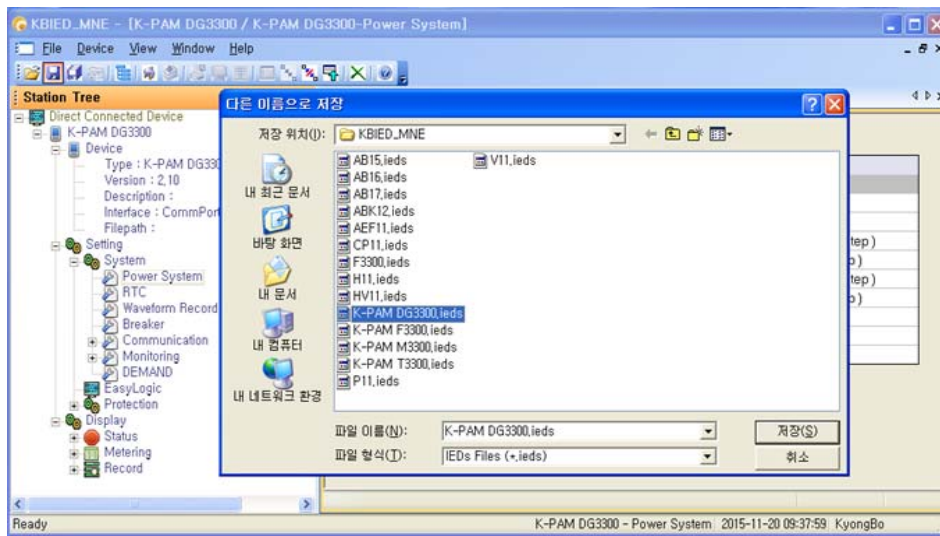 KBIED_MNE - [K-PAM DG3300 / K-PAM DG3300-Power System]
File Device View Window Help
Station Tree
Direct Connected Device
K-PAM DG3300
Device
Type : K-PAM DG330
Version : 2,10
Description :
Interface : CommPort
Filepath :
Setting
System
Power System
RTC
Waveform Record
Breaker
Communication
Monitoring
DEMAND
EasyLogic
Protection
Display
Status
Metering
Record
다른 이름으로 저장
저장 위치(I):
KBIED_MNE
내 최근 문서
바탕 화면
내 문서
내 컴퓨터
내 네트워크 환경
AB15,ieds
AB16,ieds
AB17,ieds
ABK12,ieds
AEF11,ieds
CP11,ieds
F3300,ieds
H11,ieds
HV11,ieds
K-PAM DG3300,ieds
K-PAM F3300,ieds
K-PAM M3300,ieds
K-PAM T3300,ieds
P11,ieds
V11,ieds
파일 이름(N):
K-PAM DG3300,ieds
저장(S)
파일 형식(T):
IEDs Files (*,ieds)
취소
tep)
)
tep)
)
Ready
K-PAM DG3300 - Power System 2015-11-20 09:37:59 KyongBo